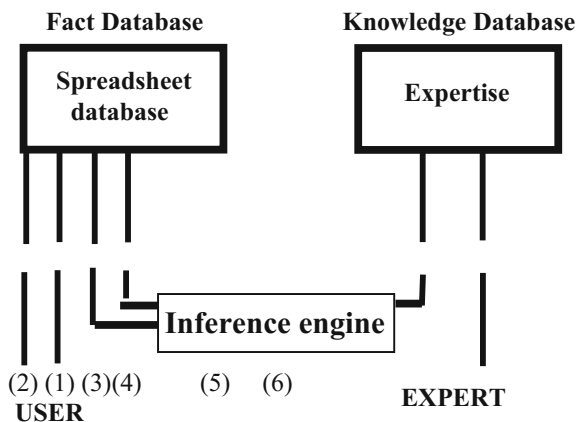 Fact Database Knowledge Database
Spreadsheet
database
Expertise
Inference engine
(2) (1) (3) (4) (5) (6)
USER
EXPERT